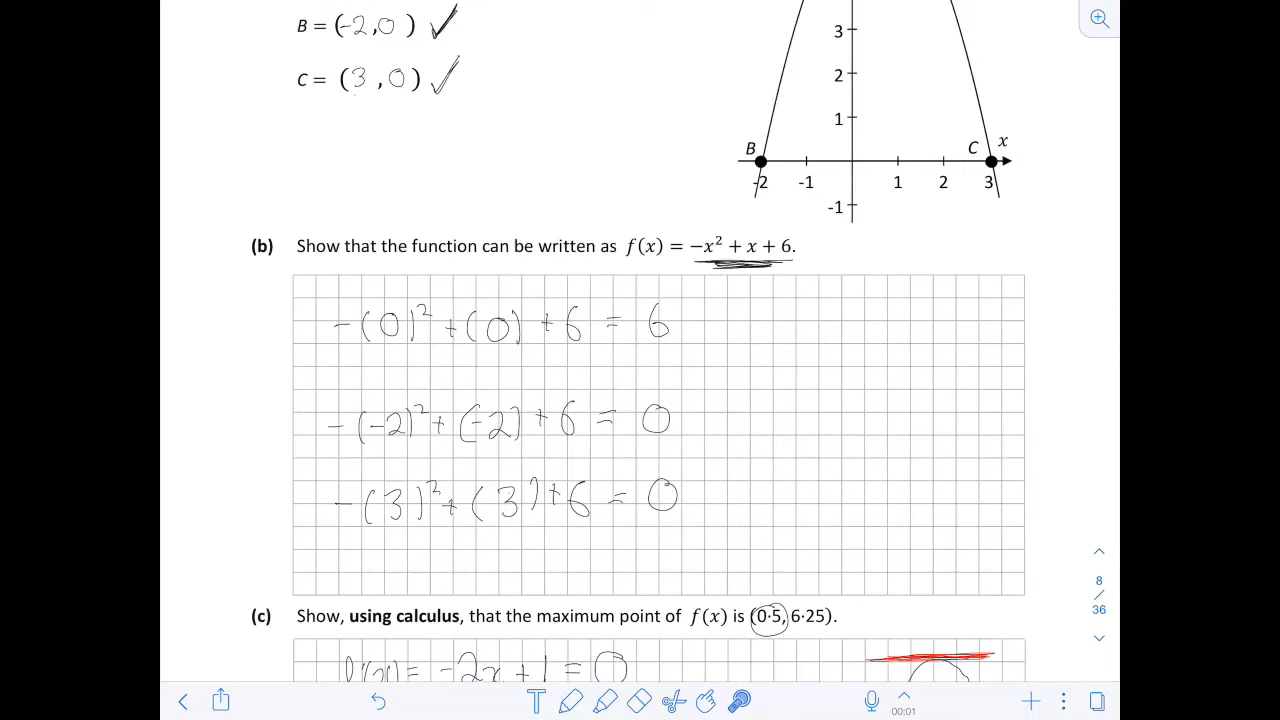 B = (-2,0)
C = (3,0)
3
2
1
B
C
x
-2 -1 1 2 3
-1
(b) Show that the function can be written as f(x) = −x² + x + 6.
-(0)² + (0) + 6 = 6
-(-2)² + (-2) + 6 = 0
-(3)² + (3) + 6 = 0
(c) Show, using calculus, that the maximum point of f(x) is (0·5, 6·25).
f'(x) = -2x + 1 = 0
8
/
36
T
00:01